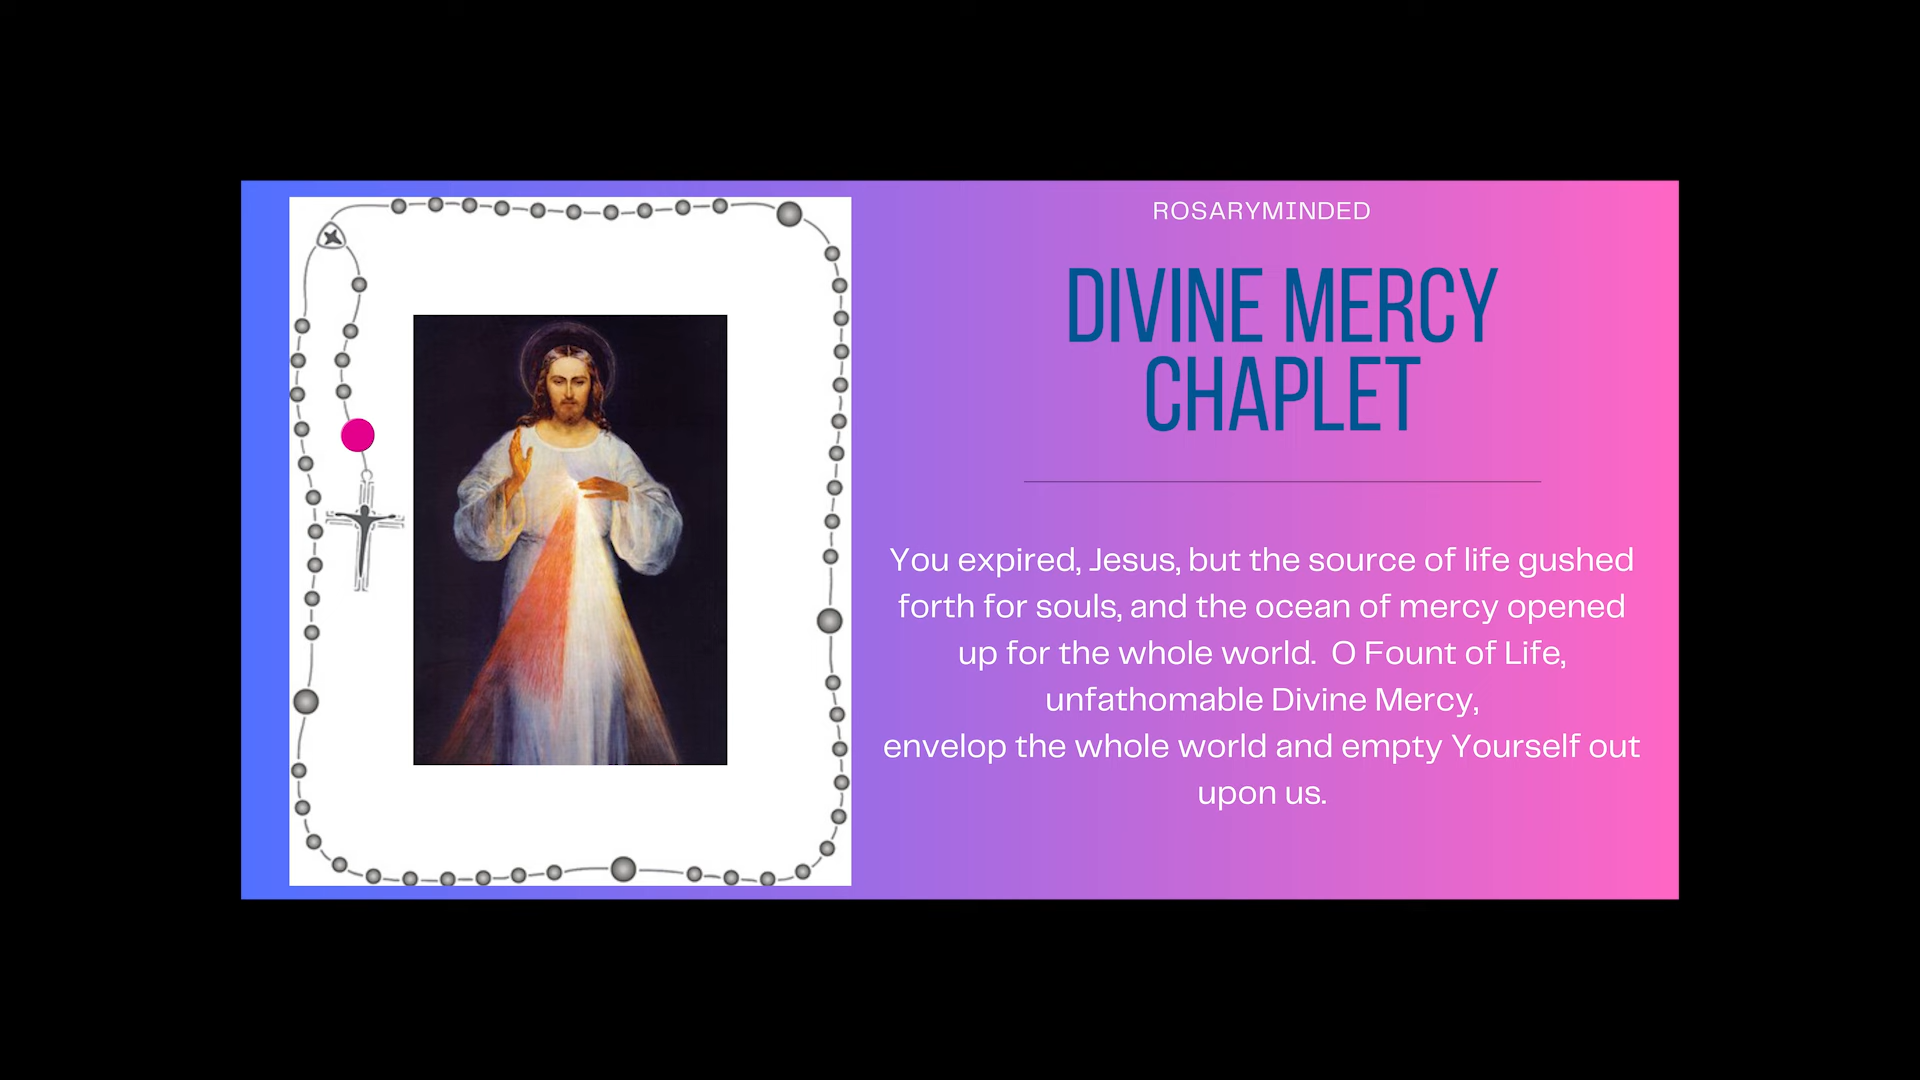 ROSARYMINDED
DIVINE MERCY
CHAPLET
You expired, Jesus, but the source of life gushed
forth for souls, and the ocean of mercy opened
up for the whole world.  O Fount of Life,
unfathomable Divine Mercy,
envelop the whole world and empty Yourself out
upon us.